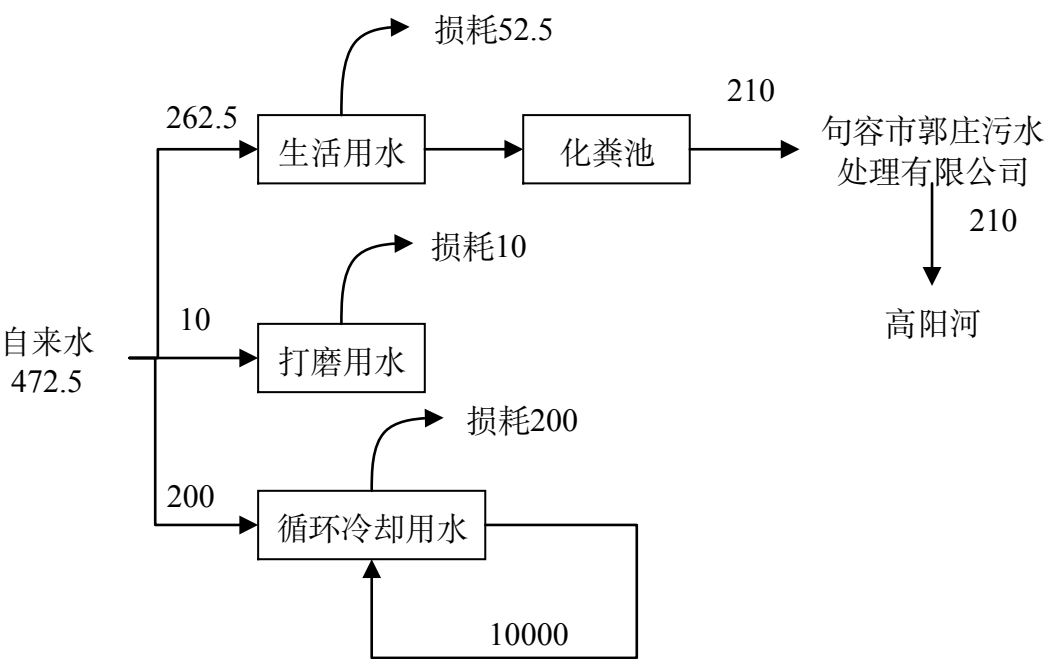 损耗52.5
262.5
生活用水
化粪池
210
句容市郭庄污水
处理有限公司
210
高阳河
损耗10
10
打磨用水
自来水
472.5
损耗200
200
循环冷却用水
10000